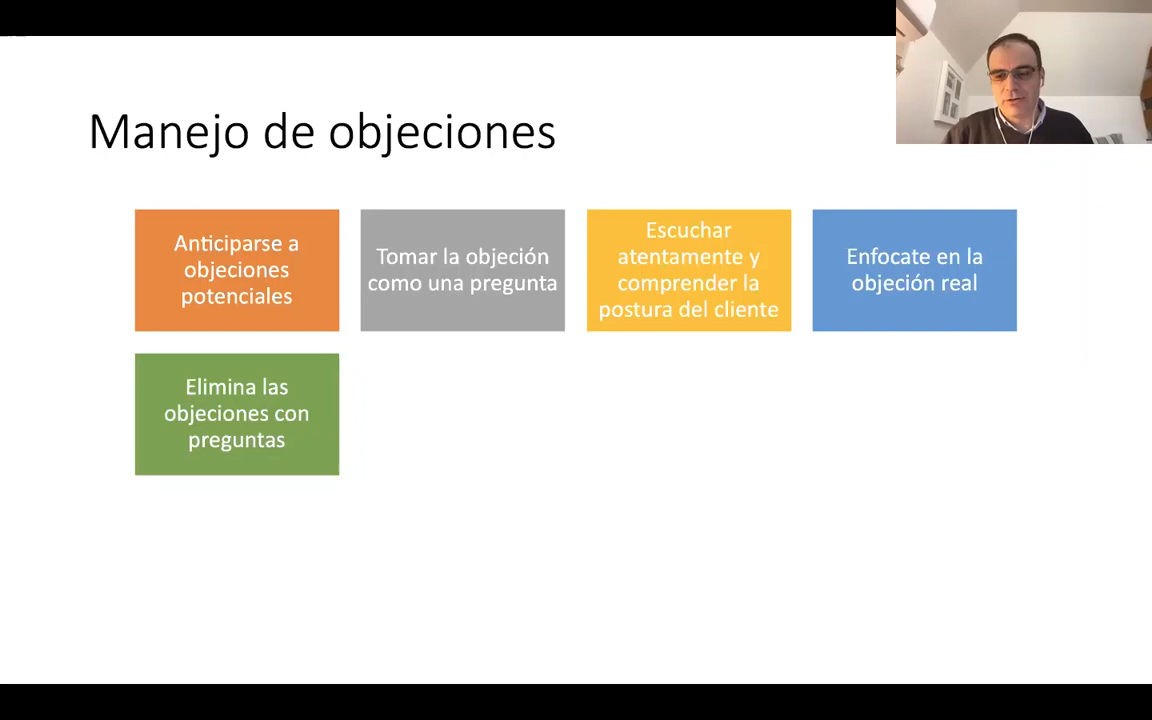 Manejo de objeciones
Anticiparse a
objeciones
potenciales
Tomar la objeción
como una pregunta
Escuchar
atentamente y
comprender la
postura del cliente
Enfocate en la
objeción real
Elimina las
objeciones con
preguntas